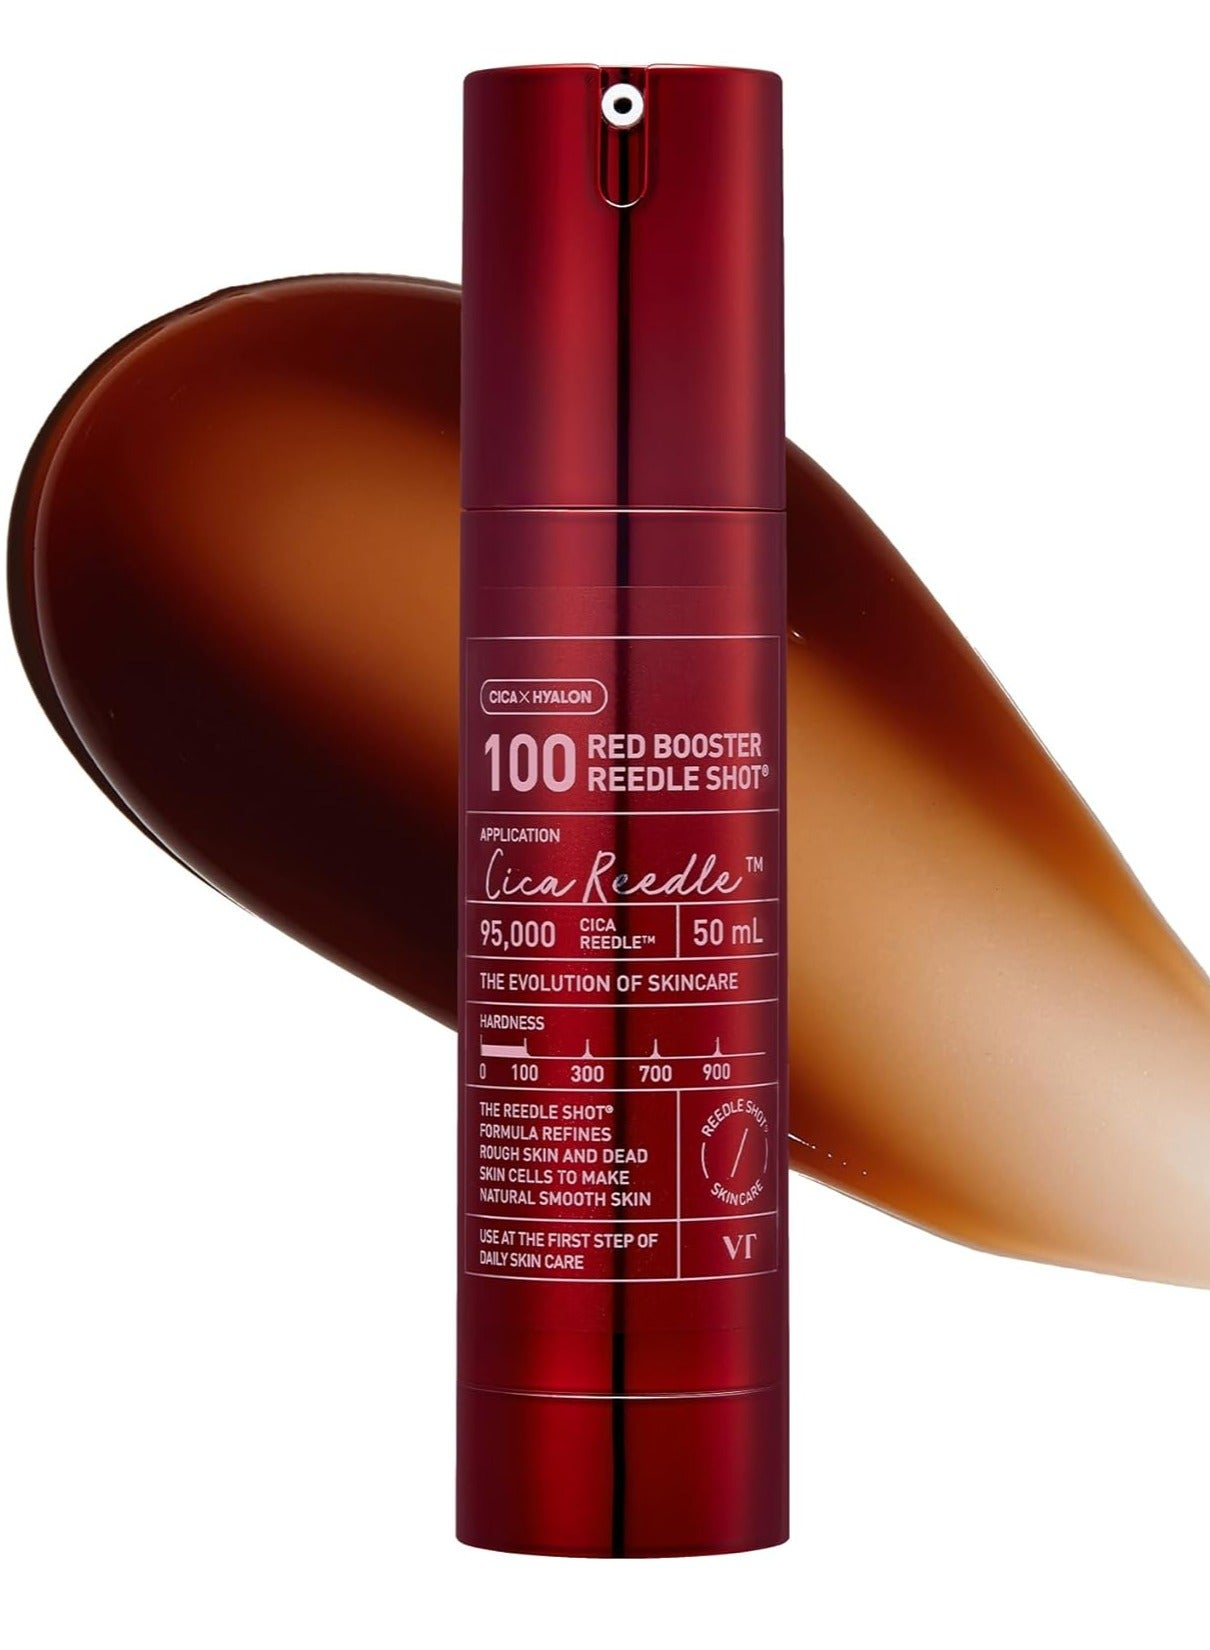 CICA×HYALON
100 RED BOOSTER
REEDLE SHOT®
APPLICATION
Cica Reedle™
95,000 CICA REEDLE™ 50 mL
THE EVOLUTION OF SKINCARE
HARDNESS
0 100 300 700 900
THE REEDLE SHOT®
FORMULA REFINES
ROUGH SKIN AND DEAD
SKIN CELLS TO MAKE
NATURAL SMOOTH SKIN
REEDLE SHOT®
SKINCARE
USE AT THE FIRST STEP OF
DAILY SKIN CARE
VT